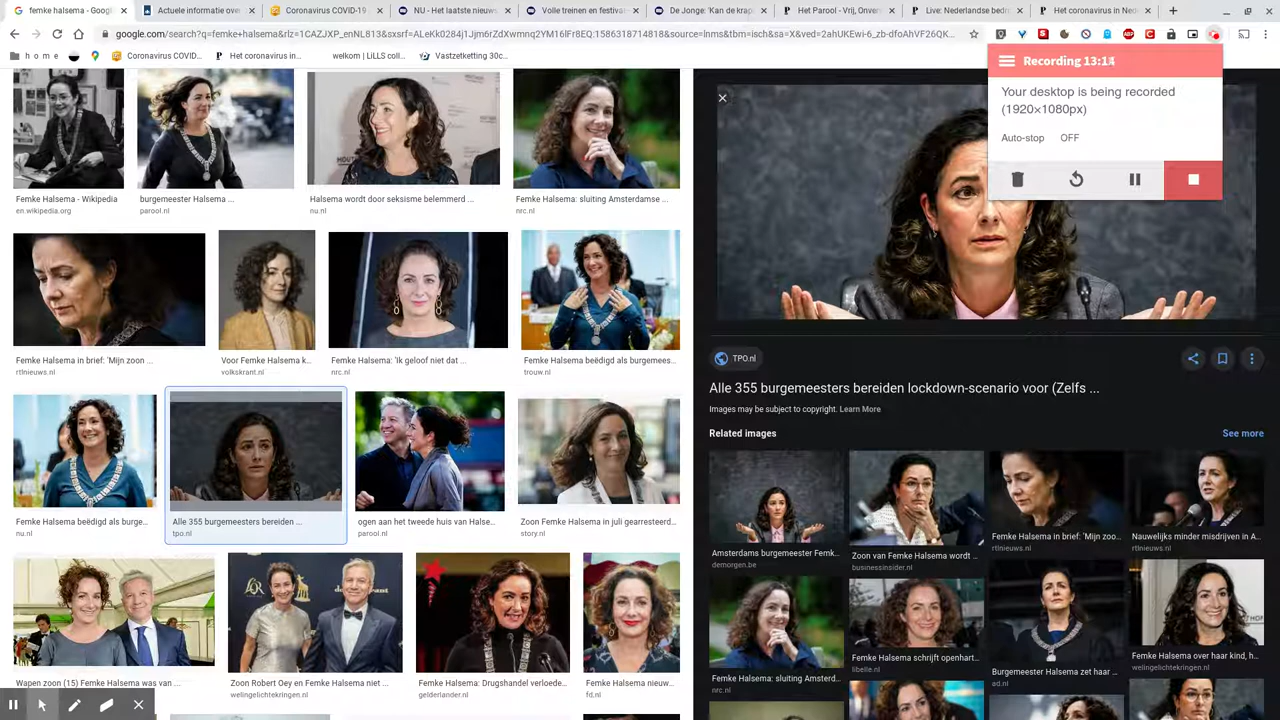 femke halsema - Googl
Actuele informatie over
Coronavirus COVID-19
NU - Het laatste nieuws
Volle treinen en festival
De Jonge: 'Kan de krap
Het Parool - Vrij, Onver
Live: Nederlandse bed
Het coronavirus in Ned
google.com/search?q=femke+halsema&rlz=1CAZJXP_enNL813&sxsrf=ALeKk0284j1Jjm6rZdXwmnq2YM16lFr8EQ:1586318714818&source=lnms&tbm=isch&sa=X&ved=2ahUKEwi-6_zb-dfoAhVF26QK...
h o m e
Coronavirus COVID...
Het coronavirus in...
welkom | LiLLS coll...
Vastzetketting 30c...
Recording 13:14
Your desktop is being recorded
(1920×1080px)
Auto-stop OFF
Femke Halsema - Wikipedia
en.wikipedia.org
burgemeester Halsema ...
parool.nl
Halsema wordt door seksisme belemmerd ...
nu.nl
Femke Halsema: sluiting Amsterdamse ...
nrc.nl
Femke Halsema in brief: 'Mijn zoon ...
rtlnieuws.nl
Voor Femke Halsema k...
volkskrant.nl
Femke Halsema: 'Ik geloof niet dat ...
nrc.nl
Femke Halsema beëdigd als burgemees...
trouw.nl
Femke Halsema beëdigd als burge...
nu.nl
Alle 355 burgemeesters bereiden ...
tpo.nl
ogen aan het tweede huis van Halse...
parool.nl
Zoon Femke Halsema in juli gearresteerd...
story.nl
Wapen zoon (15) Femke Halsema was van ...
Zoon Robert Oey en Femke Halsema niet ...
welingelichtekringen.nl
Femke Halsema: Drugshandel verloede...
gelderlander.nl
Femke Halsema nieuw...
fd.nl
TPO.nl
Alle 355 burgemeesters bereiden lockdown-scenario voor (Zelfs ...
Images may be subject to copyright. Learn More
Related images
See more
Amsterdams burgemeester Femk...
demorgen.be
Zoon van Femke Halsema wordt ...
businessinsider.nl
Femke Halsema in brief: 'Mijn zoo...
rtlnieuws.nl
Nauwelijks minder misdrijven in A...
rtlnieuws.nl
Femke Halsema: sluiting Amsterd...
nrc.nl
Femke Halsema schrijft openhart...
libelle.nl
Burgemeester Halsema zet haar ...
ad.nl
Femke Halsema over haar kind, h...
welingelichtekringen.nl